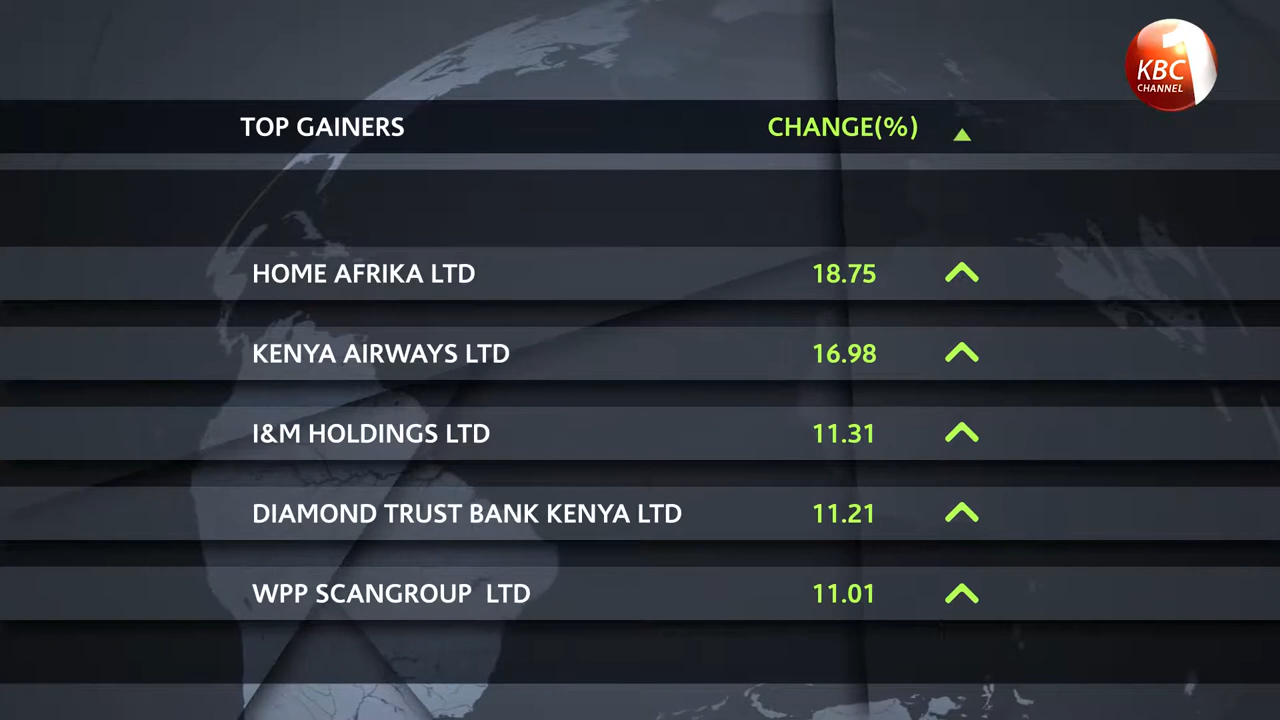 KBC 1
CHANNEL
TOP GAINERS CHANGE(%)
HOME AFRIKA LTD 18.75
KENYA AIRWAYS LTD 16.98
I&M HOLDINGS LTD 11.31
DIAMOND TRUST BANK KENYA LTD 11.21
WPP SCANGROUP LTD 11.01